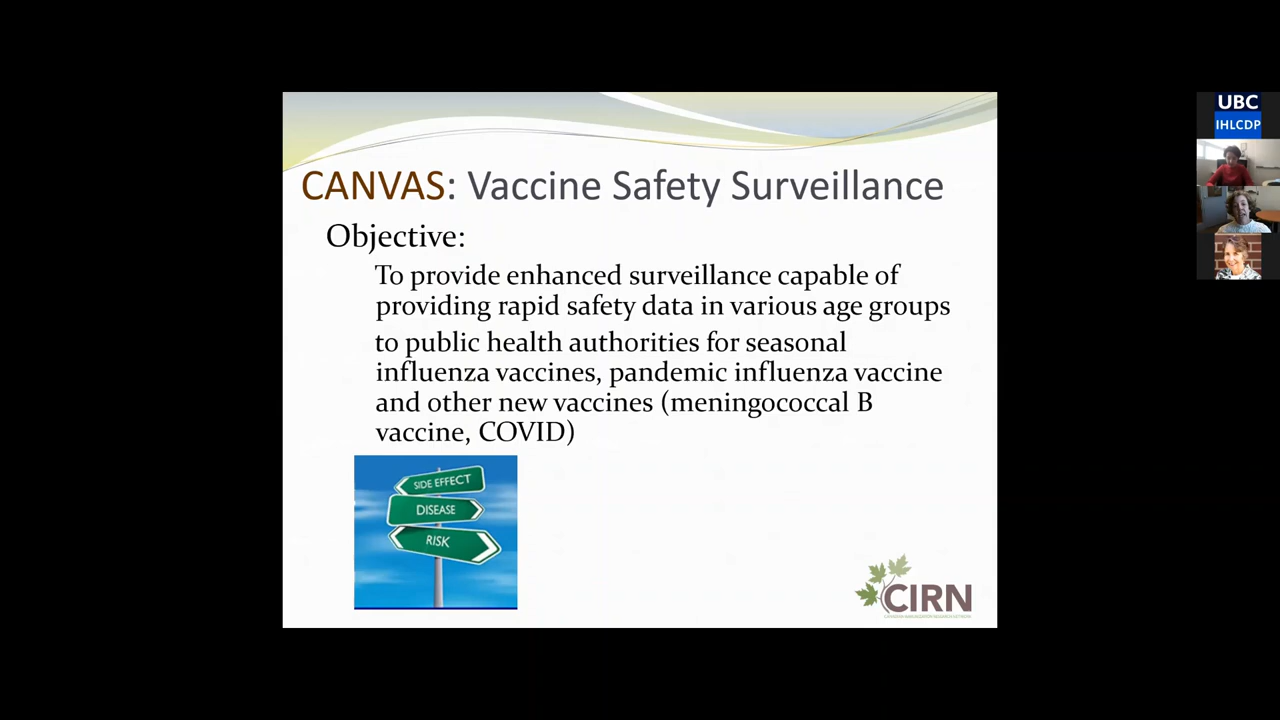 CANVAS: Vaccine Safety Surveillance
Objective:
To provide enhanced surveillance capable of
providing rapid safety data in various age groups
to public health authorities for seasonal
influenza vaccines, pandemic influenza vaccine
and other new vaccines (meningococcal B
vaccine, COVID)
SIDE EFFECT
DISEASE
RISK
CIRN
UBC
IHLCDP